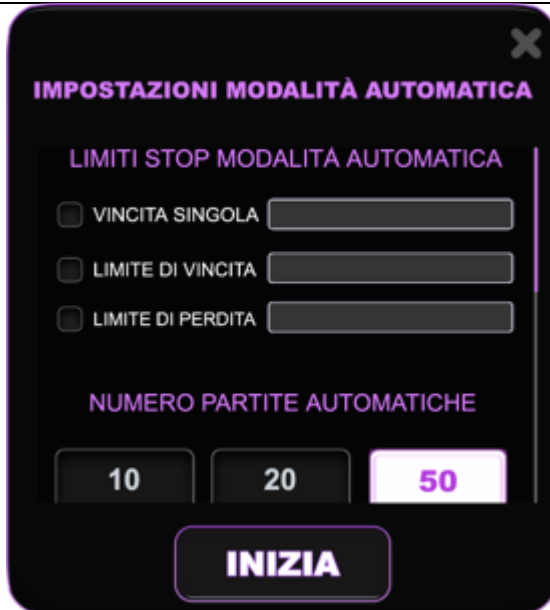 IMPOSTAZIONI MODALITÀ AUTOMATICA
LIMITI STOP MODALITÀ AUTOMATICA
VINCITA SINGOLA
LIMITE DI VINCITA
LIMITE DI PERDITA
NUMERO PARTITE AUTOMATICHE
10 20 50
INIZIA